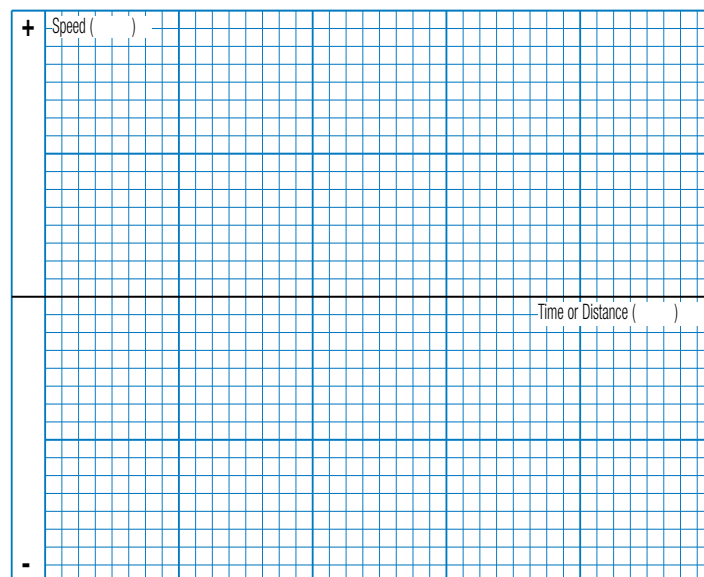 + Speed (     )
Time or Distance (     )
-